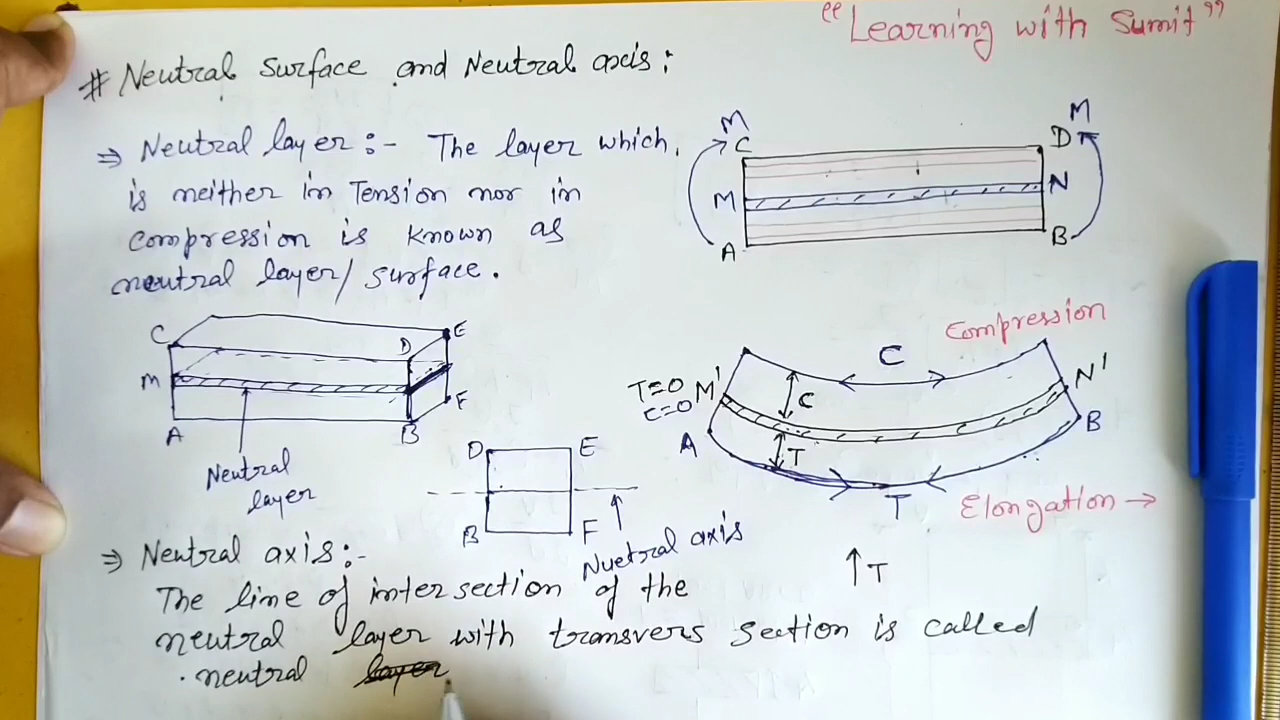 "Learning with Sumit"
# Neutral Surface and Neutral axis:
⇒ Neutral layer :- The layer which
is neither in Tension nor in
compression is known as
neutral layer/surface.
M M
C D
M N
A B
C D E
M
A B F
Neutral
layer
D E
B F
Nuetral axis
Compression
C
T=0 M' N'
C=0
C
A B
T
T
Elongation →
↑ T
⇒ Neutral axis:-
The line of intersection of the
neutral layer with transvers section is called
neutral layer